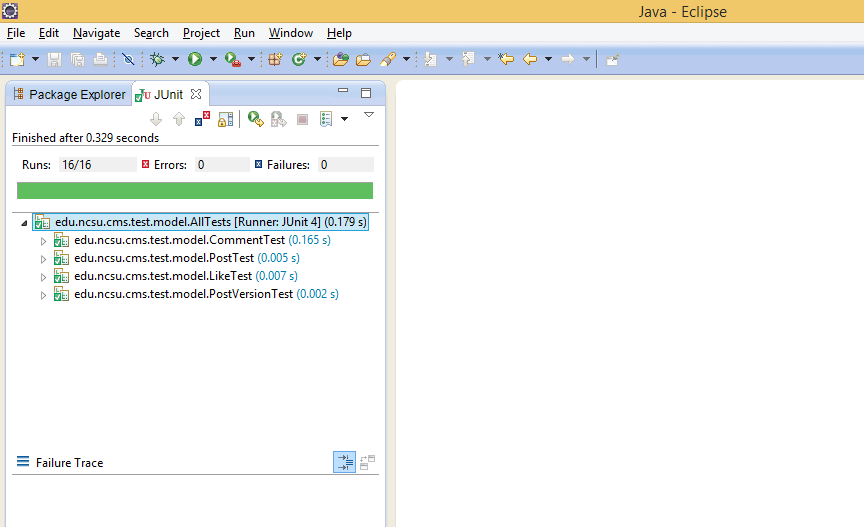 Java - Eclipse
File Edit Navigate Search Project Run Window Help
Package Explorer JUnit
Finished after 0.329 seconds
Runs: 16/16 Errors: 0 Failures: 0
edu.ncsu.cms.test.model.AllTests [Runner: JUnit 4] (0.179 s)
edu.ncsu.cms.test.model.CommentTest (0.165 s)
edu.ncsu.cms.test.model.PostTest (0.005 s)
edu.ncsu.cms.test.model.LikeTest (0.007 s)
edu.ncsu.cms.test.model.PostVersionTest (0.002 s)
Failure Trace